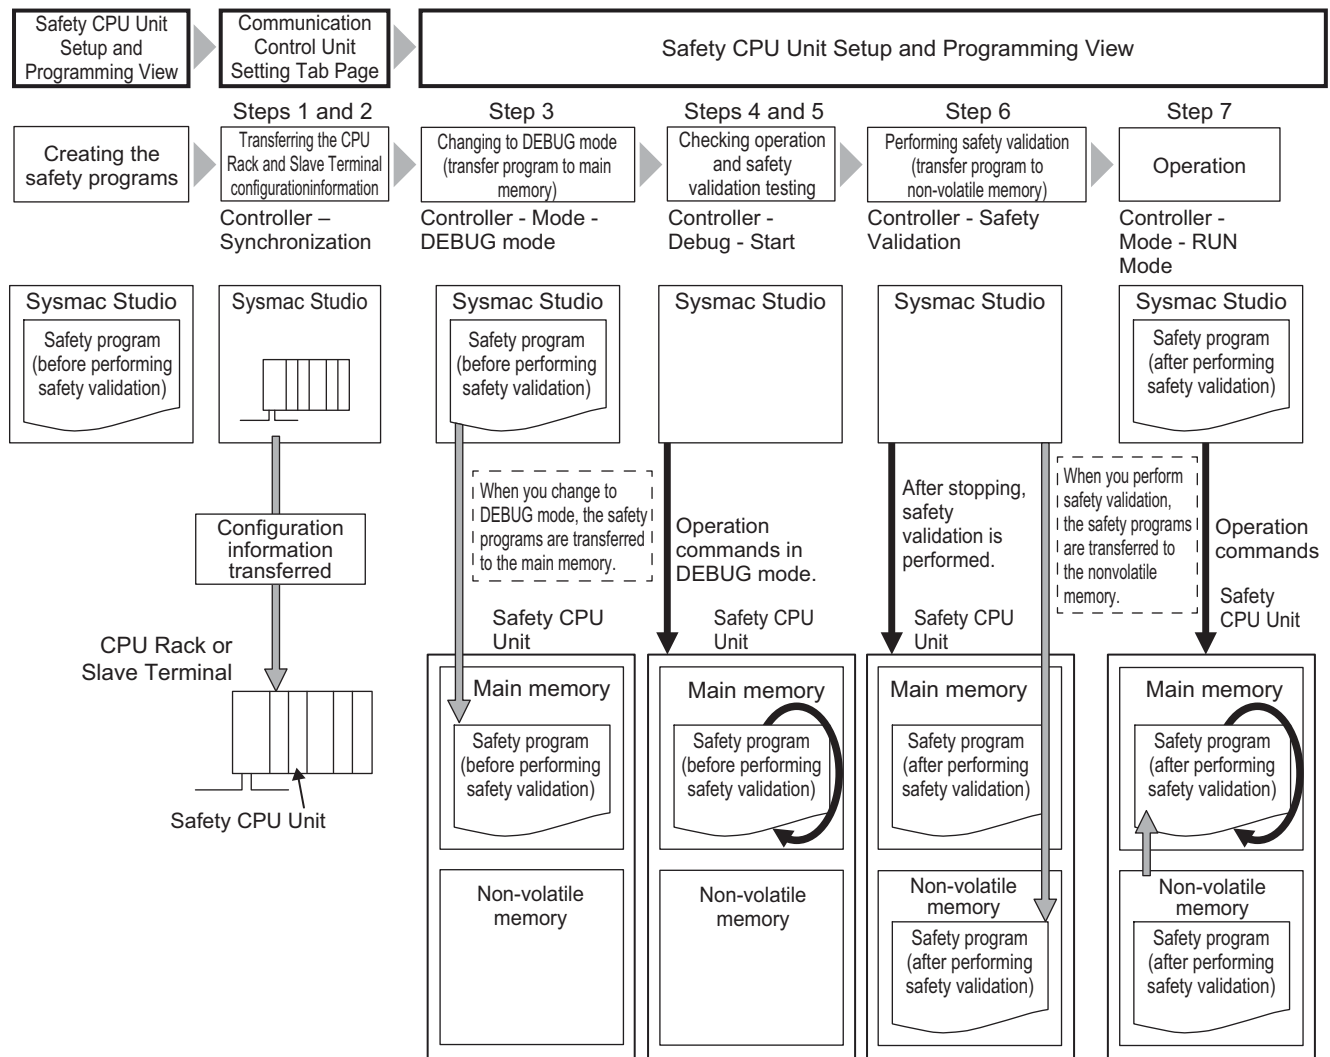 Safety CPU Unit
Setup and
Programming View
Communication
Control Unit
Setting Tab Page
Safety CPU Unit Setup and Programming View
Steps 1 and 2
Step 3
Steps 4 and 5
Step 6
Step 7
Creating the
safety programs
Transferring the CPU
Rack and Slave Terminal
configurationinformation
Changing to DEBUG mode
(transfer program to main
memory)
Checking operation
and safety
validation testing
Performing safety validation
(transfer program to
non-volatile memory)
Operation
Controller –
Synchronization
Controller - Mode -
DEBUG mode
Controller -
Debug - Start
Controller - Safety
Validation
Controller -
Mode - RUN
Mode
Sysmac Studio
Safety program
(before performing
safety validation)
Sysmac Studio
Sysmac Studio
Safety program
(before performing
safety validation)
Sysmac Studio
Sysmac Studio
Sysmac Studio
Safety program
(after performing
safety validation)
Configuration
information
transferred
When you change to
DEBUG mode, the safety
programs are transferred
to the main memory.
Operation
commands in
DEBUG mode.
After stopping,
safety
validation is
performed.
When you perform
safety validation,
the safety programs
are transferred to
the nonvolatile
memory.
Operation
commands
CPU Rack or
Slave Terminal
Safety CPU Unit
Safety CPU
Unit
Safety CPU
Unit
Safety CPU
Unit
Safety
CPU Unit
Main memory
Safety program
(before performing
safety validation)
Non-volatile
memory
Main memory
Safety program
(before performing
safety validation)
Non-volatile
memory
Main memory
Safety program
(after performing
safety validation)
Non-volatile
memory
Safety program
(after performing
safety validation)
Main memory
Safety program
(after performing
safety validation)
Non-volatile
memory
Safety program
(after performing
safety validation)